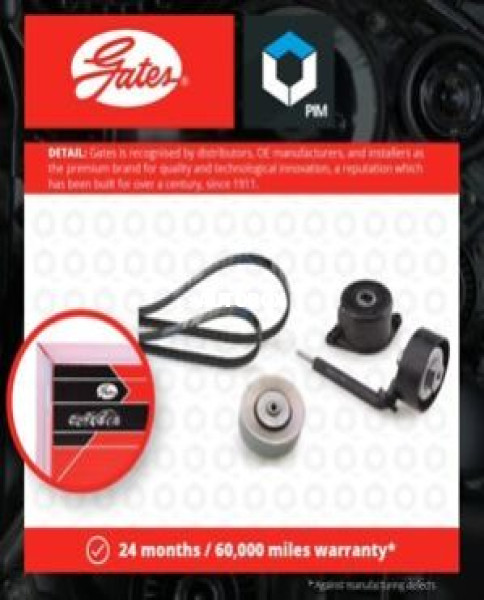 Gates
PiM
DETAIL: Gates is recognised by distributors, OE manufacturers, and installers as
the premium brand for quality and technological innovation, a reputation which
has been built for over a century, since 1911.
Gates
24 months / 60,000 miles warranty*
*Against manufacturing defects